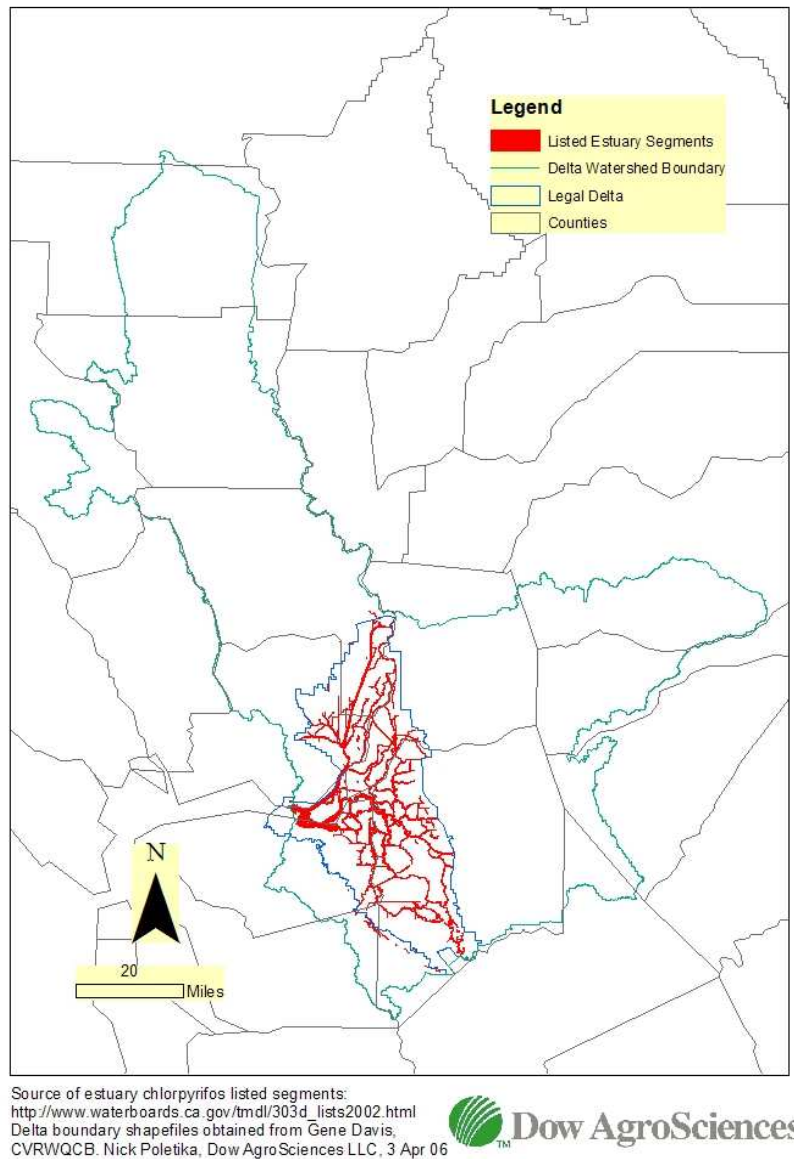 Legend
Listed Estuary Segments
Delta Watershed Boundary
Legal Delta
Counties
N
20
Miles
Source of estuary chlorpyrifos listed segments:
http://www.waterboards.ca.gov/tmdl/303d_lists2002.html
Delta boundary shapefiles obtained from Gene Davis,
CVRWQCB. Nick Poletika, Dow AgroSciences LLC, 3 Apr 06
TM Dow AgroSciences